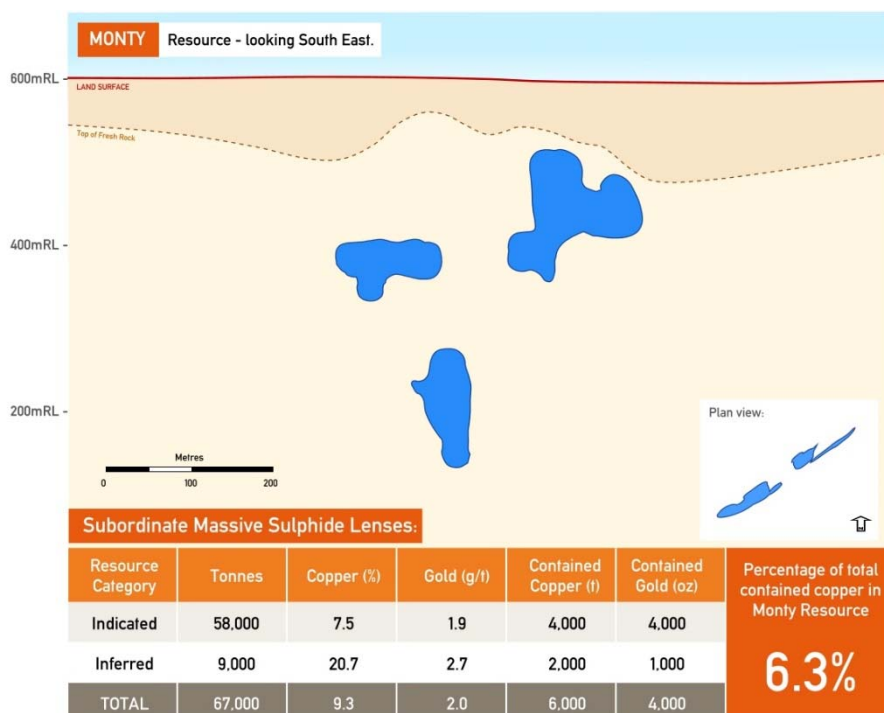 MONTY Resource - looking South East.
600mRL
LAND SURFACE
Top of Fresh Rock
400mRL
200mRL
Plan view:
Metres
0 100 200
Subordinate Massive Sulphide Lenses:
Resource Category Tonnes Copper (%) Gold (g/t) Contained Copper (t) Contained Gold (oz)
Indicated 58,000 7.5 1.9 4,000 4,000
Inferred 9,000 20.7 2.7 2,000 1,000
TOTAL 67,000 9.3 2.0 6,000 4,000
Percentage of total
contained copper in
Monty Resource
6.3%